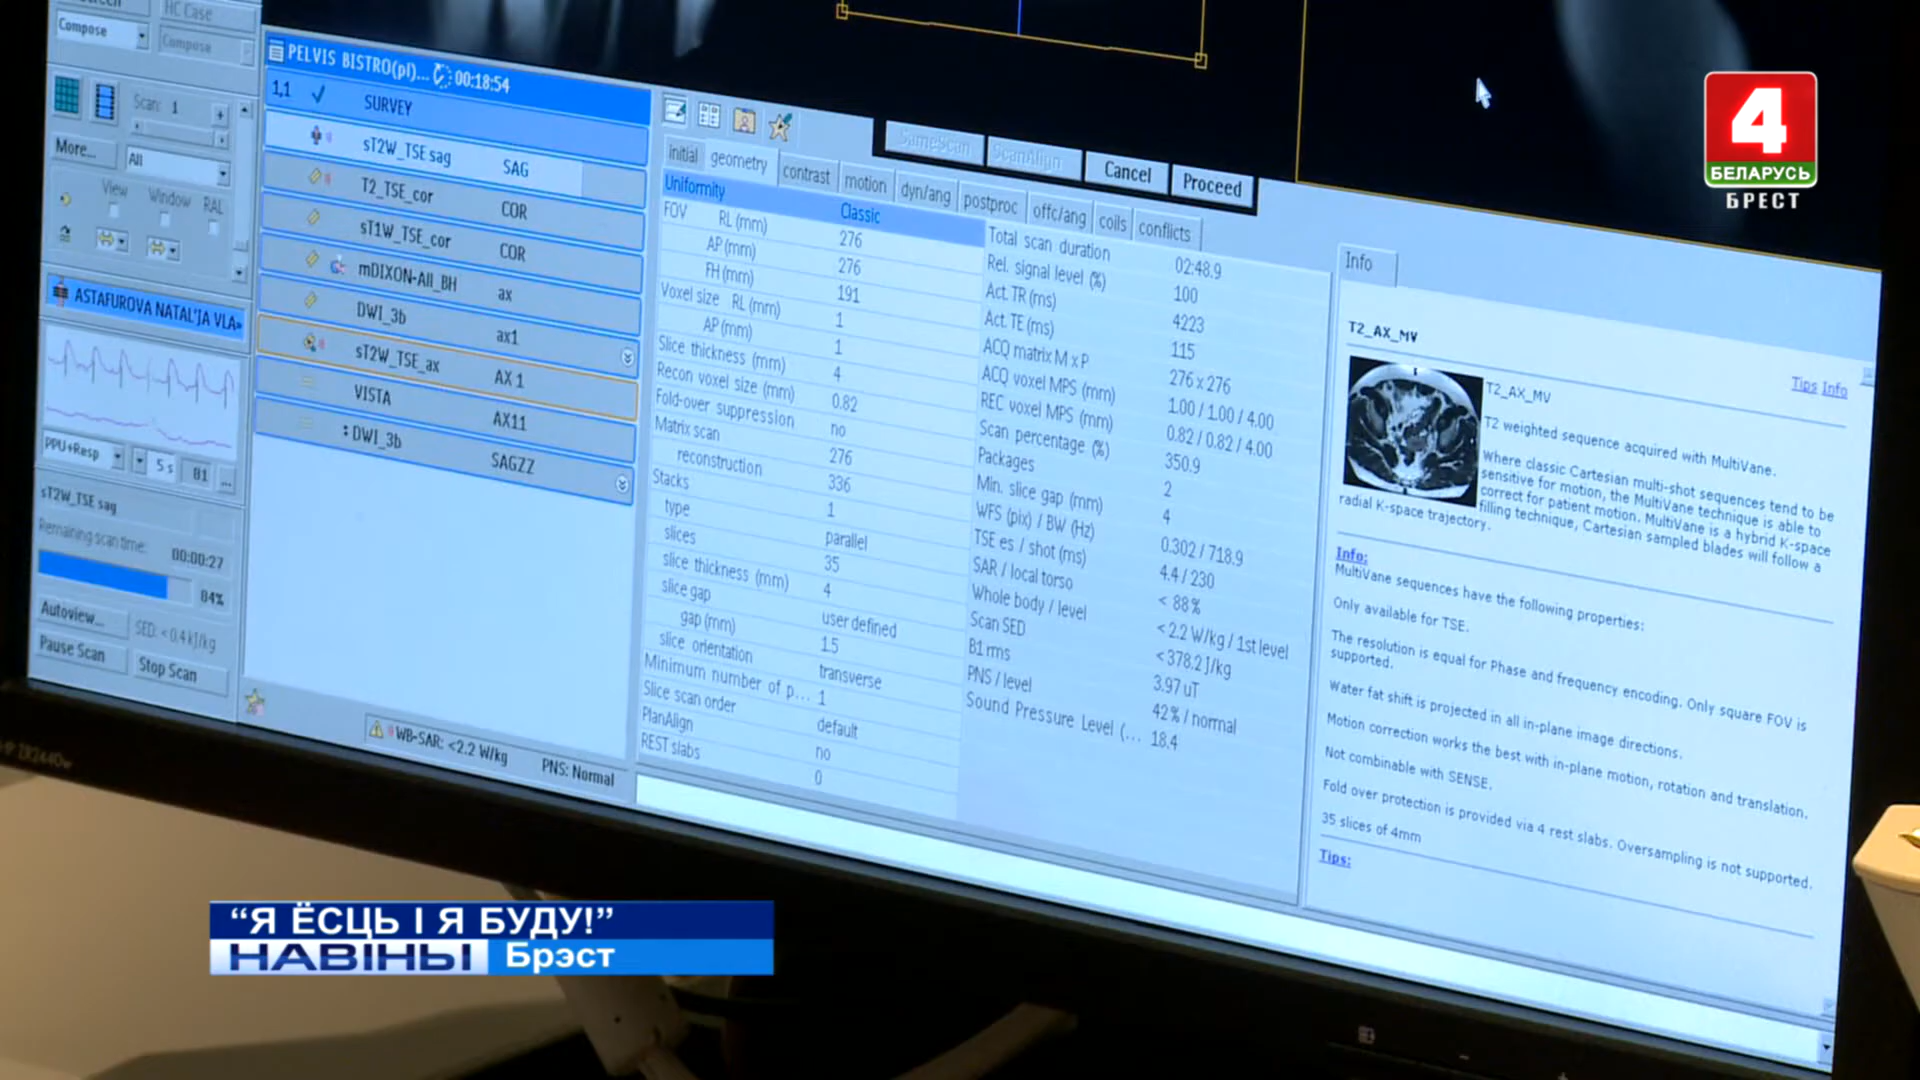 Compose
HC Case
Compose
Scan: 1
More...
All
View
Window
RAL
ASTAFUROVA NATAL'JA VLA»
PPU+Resp
5 s
81
...
sT2W_TSE sag
Remaining scan time:
00:00:27
84%
Autoview...
SED: < 0.4 kJ/kg
Pause Scan
Stop Scan
PELVIS BISTRO(pl)... 00:18:54
1,1 SURVEY
sT2W_TSE sag SAG
T2_TSE_cor COR
sT1W_TSE_cor COR
mDIXON-All_BH ax
DWI_3b ax1
sT2W_TSE_ax AX 1
VISTA AX11
DWI_3b SAGZZ
WB-SAR: <2.2 W/kg
PNS: Normal
SameScan
ScanAlign
Cancel
Proceed
initial
geometry
contrast
motion
dyn/ang
postproc
offc/ang
coils
conflicts
Uniformity Classic
FOV RL (mm) 276
AP (mm) 276
FH (mm) 191
Voxel size RL (mm) 1
AP (mm) 1
Slice thickness (mm) 4
Recon voxel size (mm) 0.82
Fold-over suppression no
Matrix scan 276
reconstruction 336
Stacks 1
type parallel
slices 35
slice thickness (mm) 4
slice gap user defined
gap (mm) 1.5
slice orientation transverse
Minimum number of p... 1
Slice scan order default
PlanAlign no
REST slabs 0
Total scan duration 02:48.9
Rel. signal level (%) 100
Act. TR (ms) 4223
Act. TE (ms) 115
ACQ matrix M x P 276 x 276
ACQ voxel MPS (mm) 1.00 / 1.00 / 4.00
REC voxel MPS (mm) 0.82 / 0.82 / 4.00
Scan percentage (%) 350.9
Packages 2
Min. slice gap (mm) 4
WFS (pix) / BW (Hz) 0.302 / 718.9
TSE es / shot (ms) 4.4 / 230
SAR / local torso < 88%
Whole body / level < 2.2 W/kg / 1st level
Scan SED < 378.2 J/kg
B1 rms 3.97 uT
PNS / level 42% / normal
Sound Pressure Level (... 18.4
Info
T2_AX_MV
Tips Info
T2_AX_MV
T2 weighted sequence acquired with MultiVane.
Where classic Cartesian multi-shot sequences tend to be
sensitive for motion, the MultiVane technique is able to
correct for patient motion. MultiVane is a hybrid K-space
filling technique, Cartesian sampled blades will follow a
radial K-space trajectory.
Info:
MultiVane sequences have the following properties:
Only available for TSE.
The resolution is equal for Phase and frequency encoding. Only square FOV is
supported.
Water fat shift is projected in all in-plane image directions.
Motion correction works the best with in-plane motion, rotation and translation.
Not combinable with SENSE.
Fold over protection is provided via 4 rest slabs. Oversampling is not supported.
35 slices of 4mm
Tips:
4
БЕЛАРУСЬ
БРЕСТ
“Я ЁСЦЬ І Я БУДУ!”
НАВІНЫ Брэст